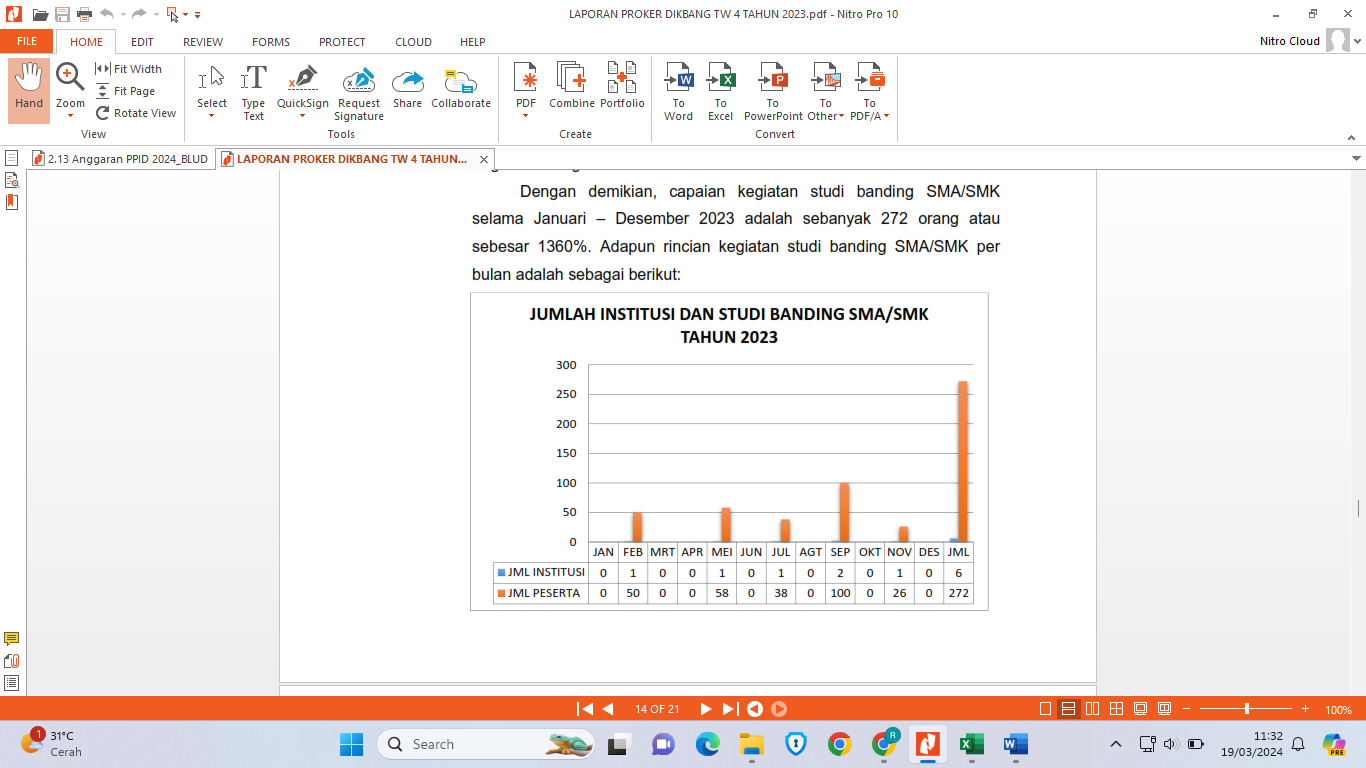 LAPORAN PROKER DIKBANG TW 4 TAHUN 2023.pdf - Nitro Pro 10
FILE HOME EDIT REVIEW FORMS PROTECT CLOUD HELP Nitro Cloud
Hand Zoom Fit Width Fit Page Rotate View
View
Select Type Text QuickSign Request Signature Share Collaborate
Tools
PDF Combine Portfolio
Create
To Word To Excel To PowerPoint To Other To PDF/A
Convert
2.13 Anggaran PPID 2024_BLUD LAPORAN PROKER DIKBANG TW 4 TAHUN...
Dengan demikian, capaian kegiatan studi banding SMA/SMK
selama Januari – Desember 2023 adalah sebanyak 272 orang atau
sebesar 1360%. Adapun rincian kegiatan studi banding SMA/SMK per
bulan adalah sebagai berikut:
JUMLAH INSTITUSI DAN STUDI BANDING SMA/SMK
TAHUN 2023
300
250
200
150
100
50
0
JAN FEB MRT APR MEI JUN JUL AGT SEP OKT NOV DES JML
JML INSTITUSI 0 1 0 0 1 0 1 0 2 0 1 0 6
JML PESERTA 0 50 0 0 58 0 38 0 100 0 26 0 272
14 OF 21 100%
1 31°C
Cerah
Search
R
PRE
11:32
19/03/2024